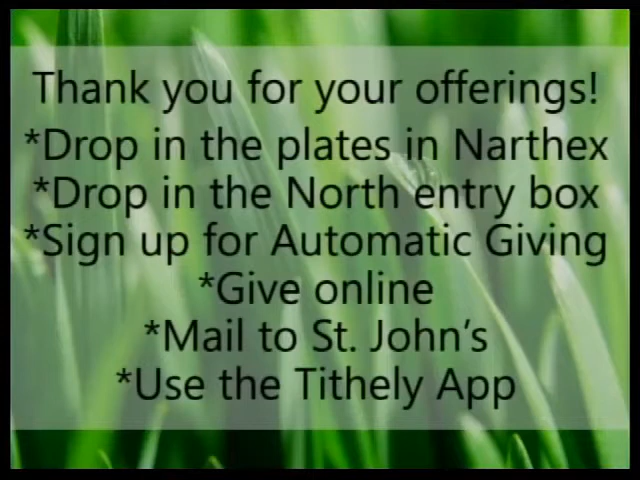 Thank you for your offerings!
*Drop in the plates in Narthex
*Drop in the North entry box
*Sign up for Automatic Giving
*Give online
*Mail to St. John's
*Use the Tithely App